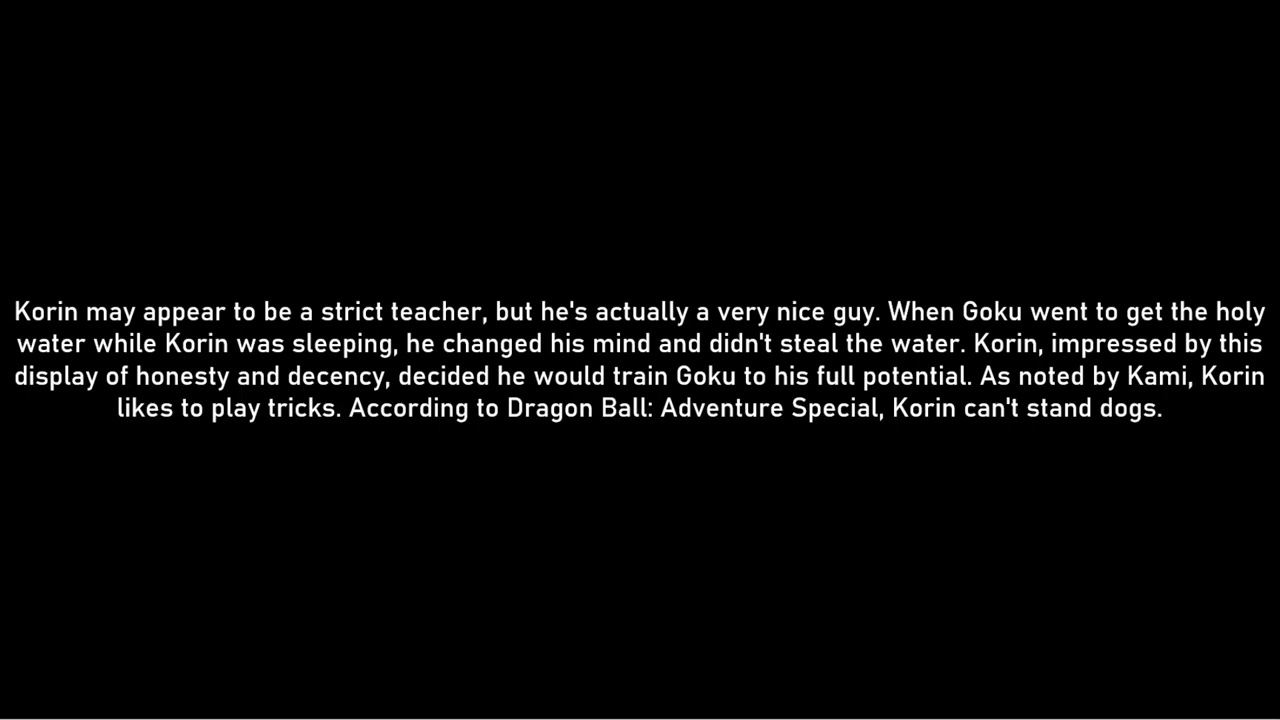 Korin may appear to be a strict teacher, but he's actually a very nice guy. When Goku went to get the holy
water while Korin was sleeping, he changed his mind and didn't steal the water. Korin, impressed by this
display of honesty and decency, decided he would train Goku to his full potential. As noted by Kami, Korin
likes to play tricks. According to Dragon Ball: Adventure Special, Korin can't stand dogs.